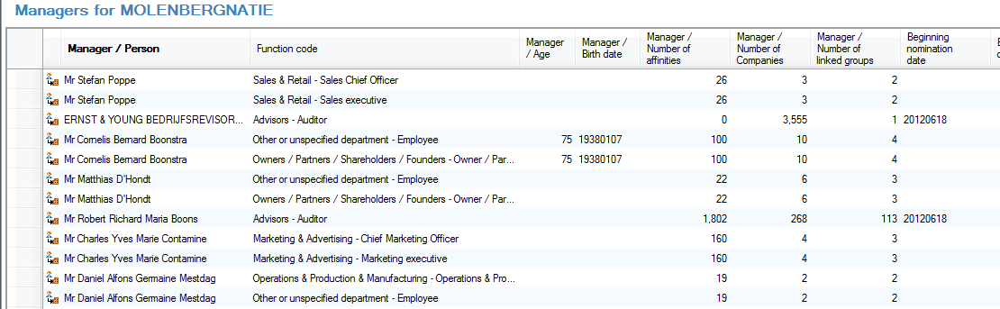 Managers for MOLENBERGNATIE
Manager / Person Function code Manager / Age Manager / Birth date Manager / Number of affinities Manager / Number of Companies Manager / Number of linked groups Beginning nomination date
Mr Stefan Poppe Sales & Retail - Sales Chief Officer 26 3 2
Mr Stefan Poppe Sales & Retail - Sales executive 26 3 2
ERNST & YOUNG BEDRIJFSREVISOR... Advisors - Auditor 0 3,555 1 20120618
Mr Cornelis Bernard Boonstra Other or unspecified department - Employee 75 19380107 100 10 4
Mr Cornelis Bernard Boonstra Owners / Partners / Shareholders / Founders - Owner / Par... 75 19380107 100 10 4
Mr Matthias D'Hondt Other or unspecified department - Employee 22 6 3
Mr Matthias D'Hondt Owners / Partners / Shareholders / Founders - Owner / Par... 22 6 3
Mr Robert Richard Maria Boons Advisors - Auditor 1,802 268 113 20120618
Mr Charles Yves Marie Contamine Marketing & Advertising - Chief Marketing Officer 160 4 3
Mr Charles Yves Marie Contamine Marketing & Advertising - Marketing executive 160 4 3
Mr Daniel Alfons Germaine Mestdag Operations & Production & Manufacturing - Operations & Pro... 19 2 2
Mr Daniel Alfons Germaine Mestdag Other or unspecified department - Employee 19 2 2